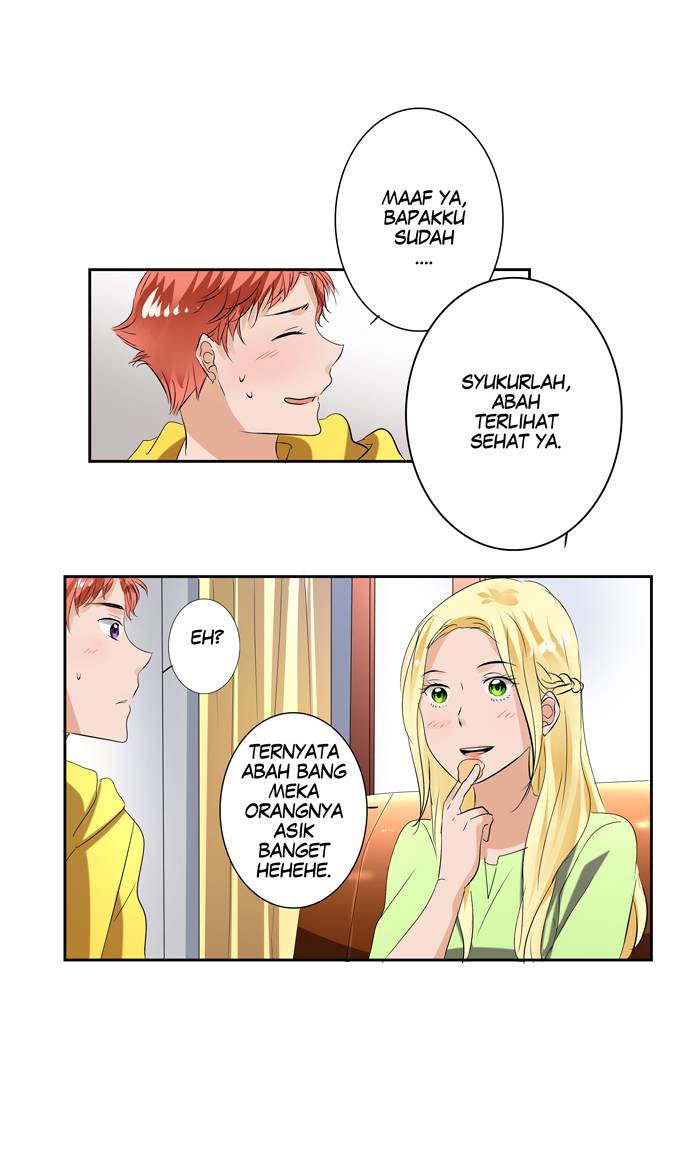 MAAF YA,
BAPAKKU
SUDAH
....
SYUKURLAH,
ABAH
TERLIHAT
SEHAT YA.
EH?
TERNYATA
ABAH BANG
MEKA
ORANGNYA
ASIK
BANGET
HEHEHE.